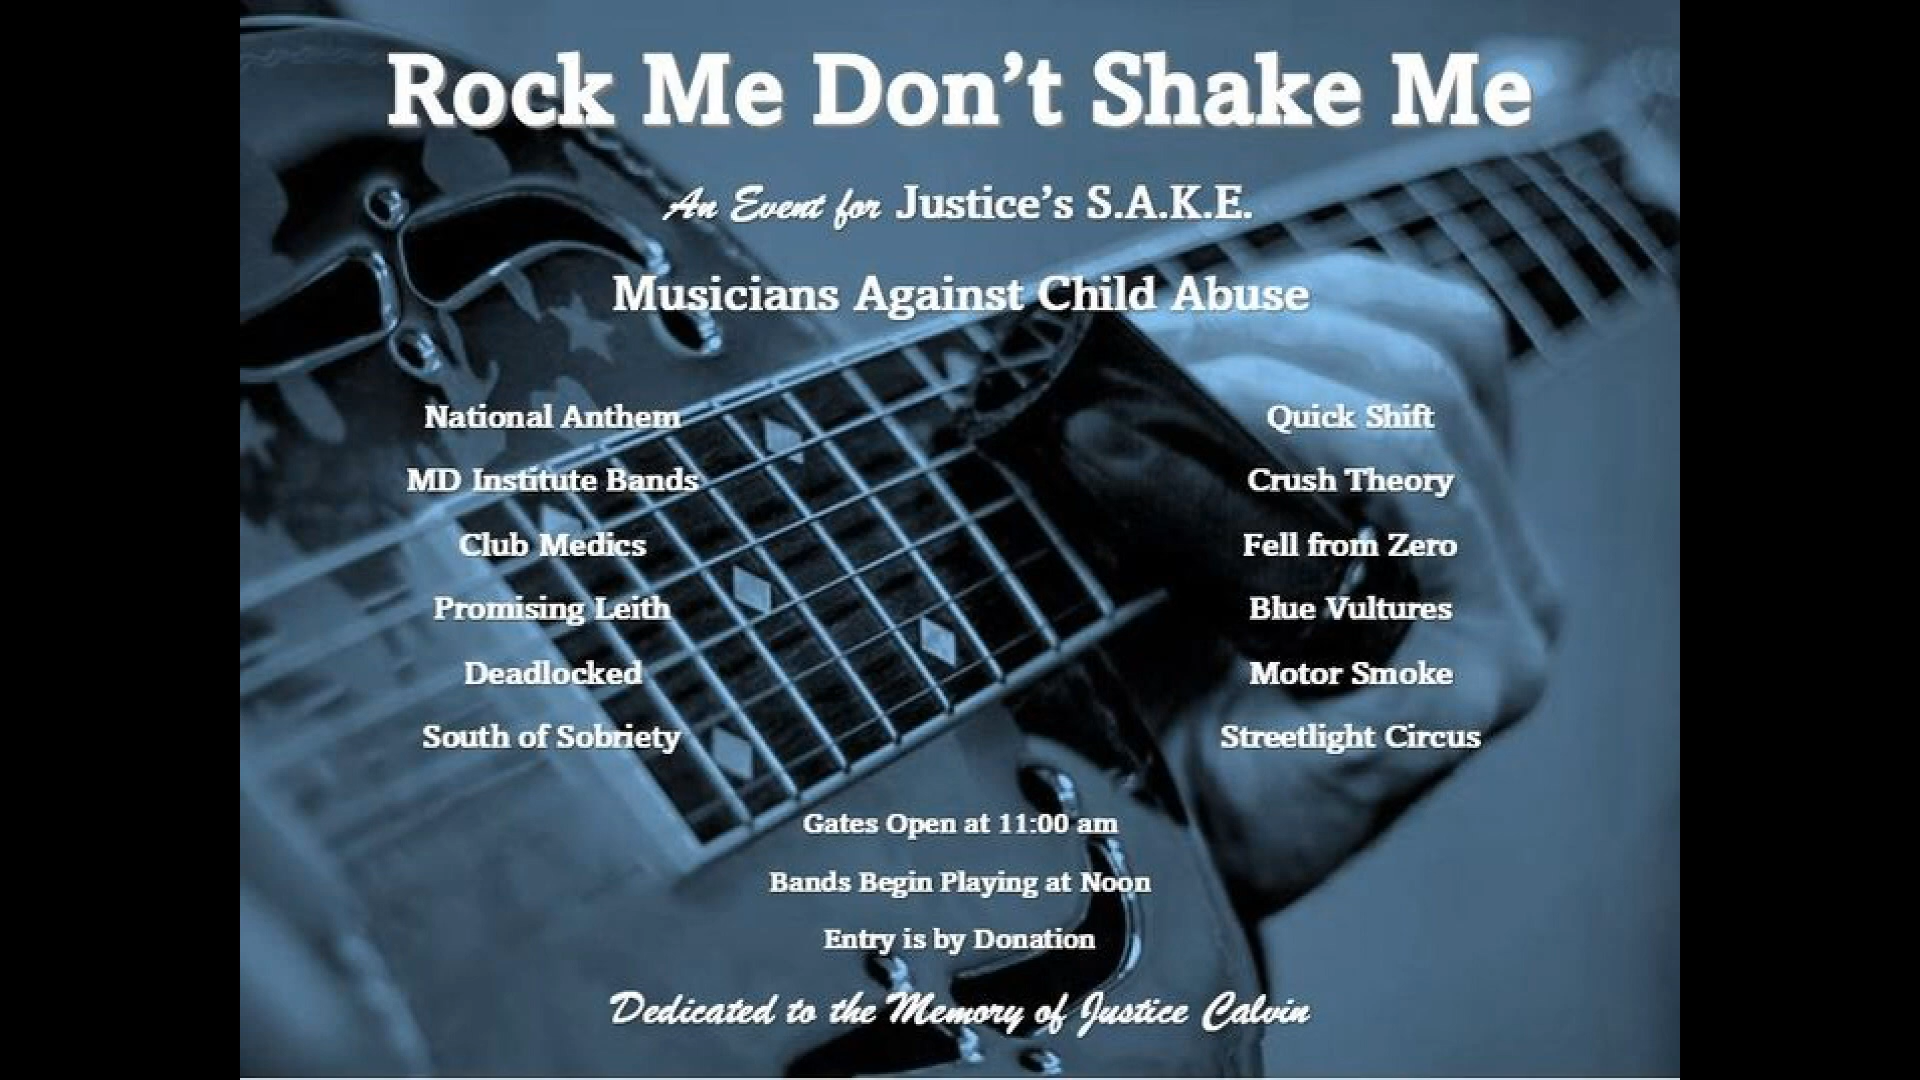 Rock Me Don't Shake Me
An Event for Justice's S.A.K.E.
Musicians Against Child Abuse
National Anthem
MD Institute Bands
Club Medics
Promising Leith
Deadlocked
South of Sobriety
Quick Shift
Crush Theory
Fell from Zero
Blue Vultures
Motor Smoke
Streetlight Circus
Gates Open at 11:00 am
Bands Begin Playing at Noon
Entry is by Donation
Dedicated to the Memory of Justice Calvin